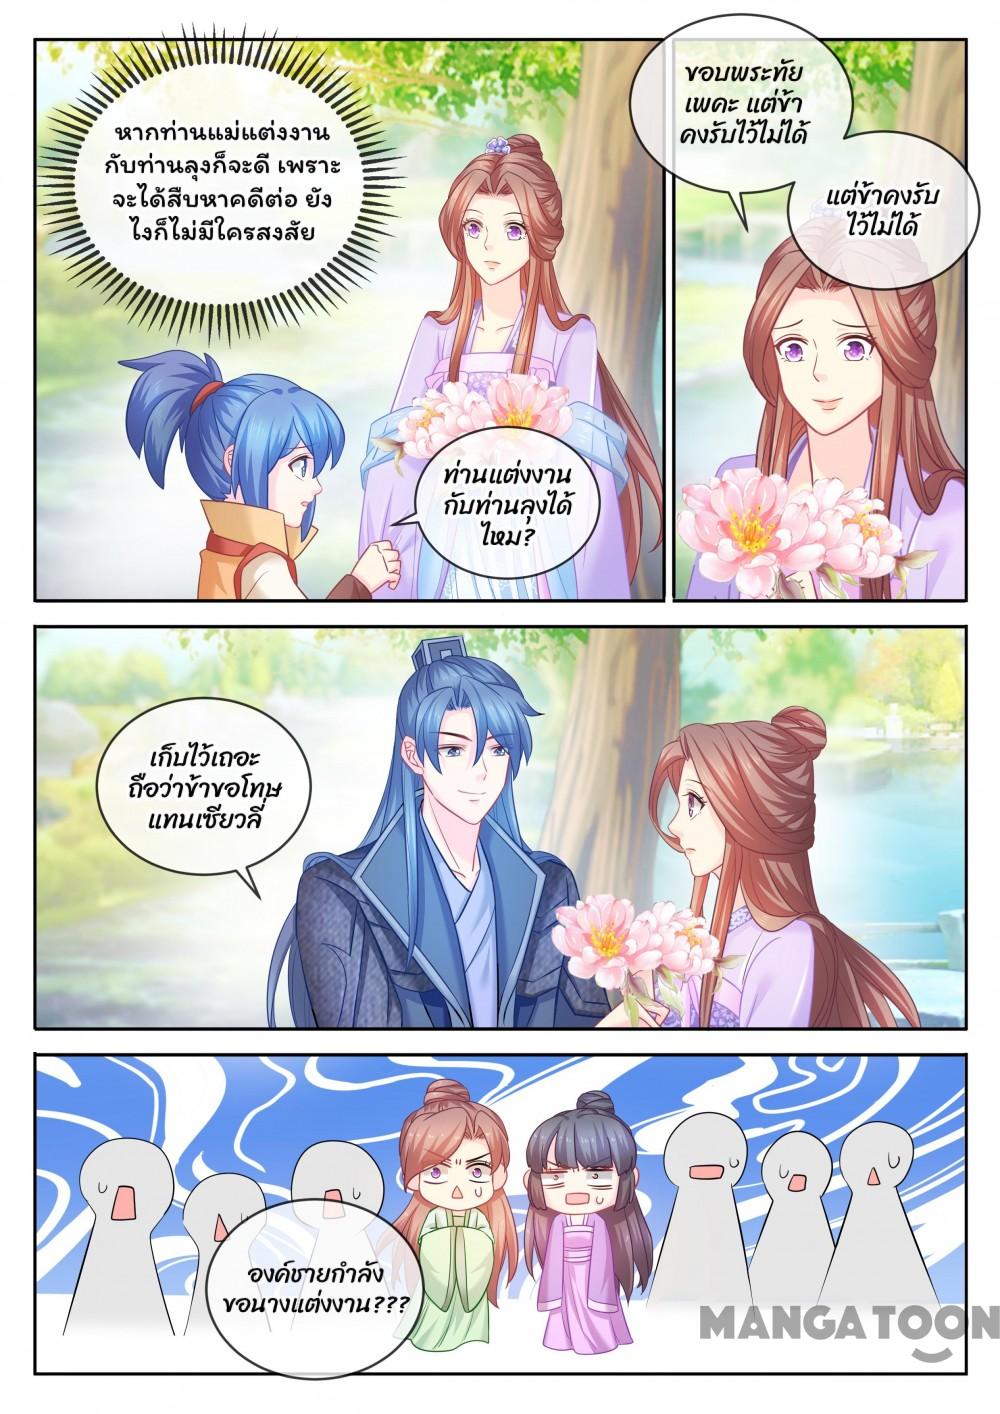 หากท่านแม่แต่งงาน
กับท่านลุงก็จะดี เพราะ
จะได้สืบหาคดีต่อ ยัง
ไงก็ไม่มีใครสงสัย
ท่านแต่งงาน
กับท่านลุงได้
ไหม?
ขอบพระทัย
เพคะ แต่ข้า
คงรับไว้ไม่ได้
แต่ข้าคงรับ
ไว้ไม่ได้
เก็บไว้เถอะ
ถือว่าข้าขอโทษ
แทนเซียวลี่
องค์ชายกำลัง
ขอนางแต่งงาน???
MANGATOON